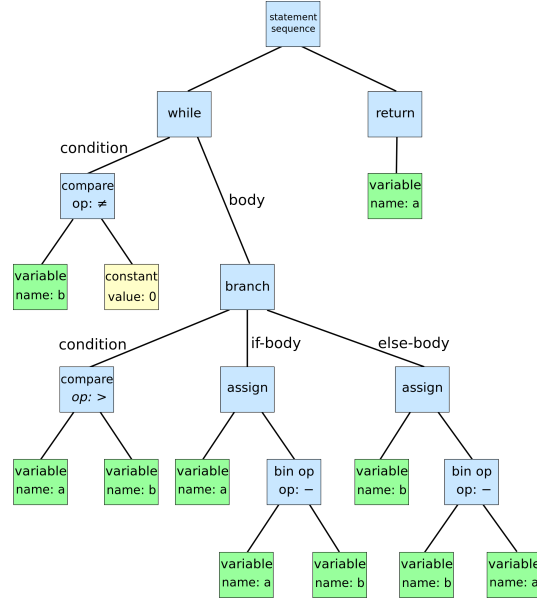 statement
sequence
while
return
condition
compare
op: ≠
body
variable
name: a
variable
name: b
constant
value: 0
branch
condition
if-body
else-body
compare
op: >
assign
assign
variable
name: a
variable
name: b
variable
name: a
bin op
op: −
variable
name: b
bin op
op: −
variable
name: a
variable
name: b
variable
name: b
variable
name: a